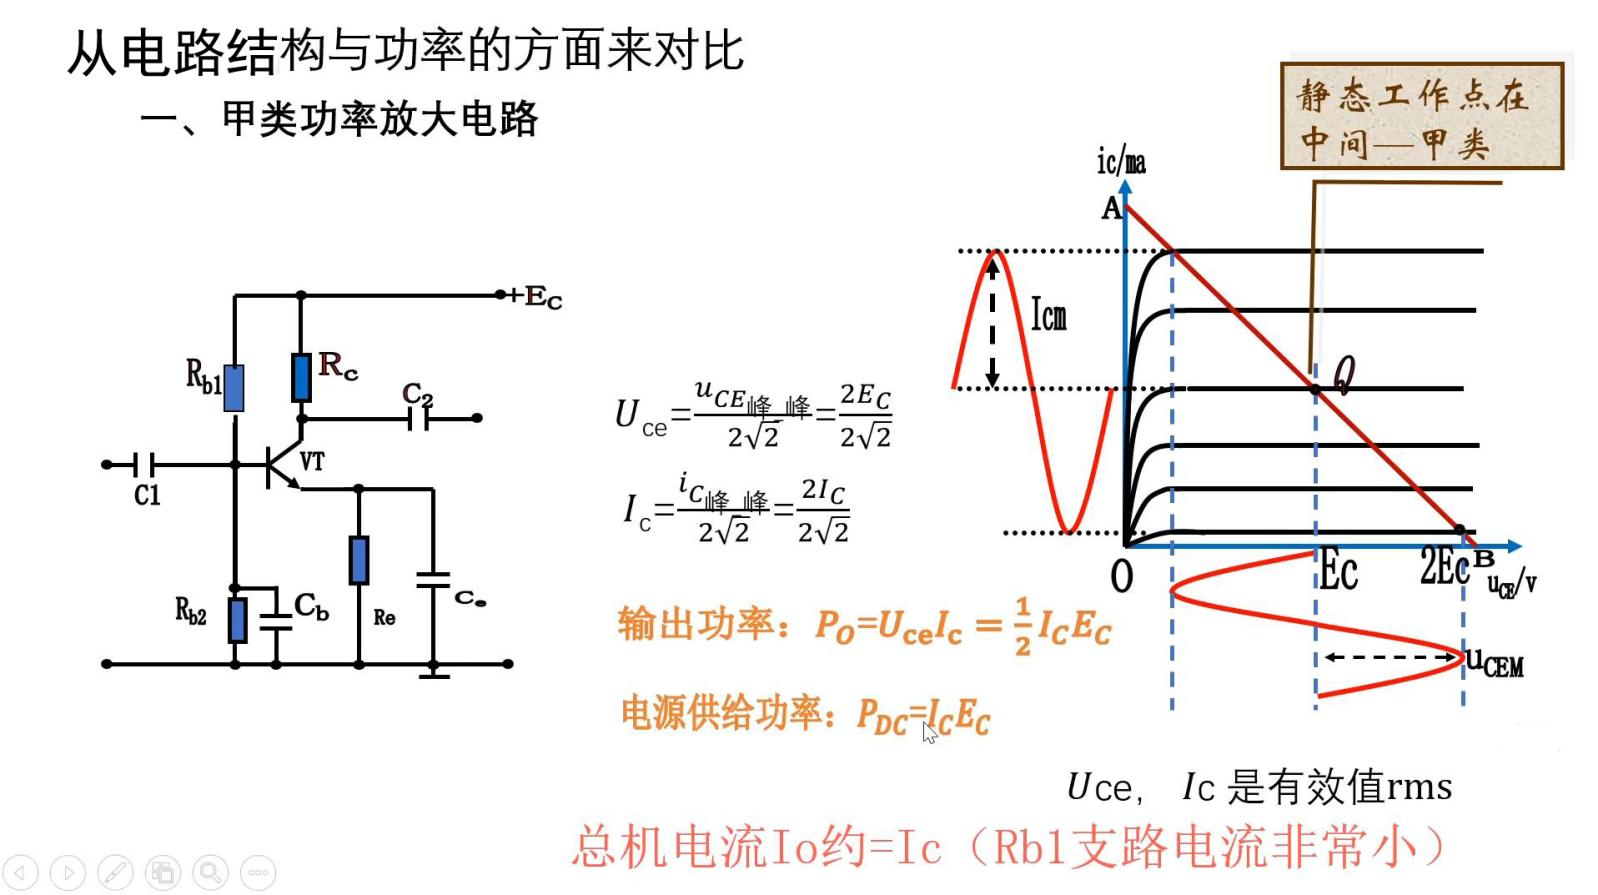 从电路结构与功率的方面来对比
一、甲类功率放大电路
静态工作点在
中间—甲类
ic/ma
A
Icm
Q
+EC
Rb1
Rc
C2
VT
C1
Rb2
Cb
Re
Ce
Uce=uCE峰_峰/2√2=2EC/2√2
Ic=iC峰_峰/2√2=2IC/2√2
O
Ec
2Ec
B
uCE/v
uCEM
输出功率：PO=UceIc = 1/2 ICEC
电源供给功率：PDC=ICEC
Uce， Ic 是有效值rms
总机电流Io约=Ic（Rb1支路电流非常小）